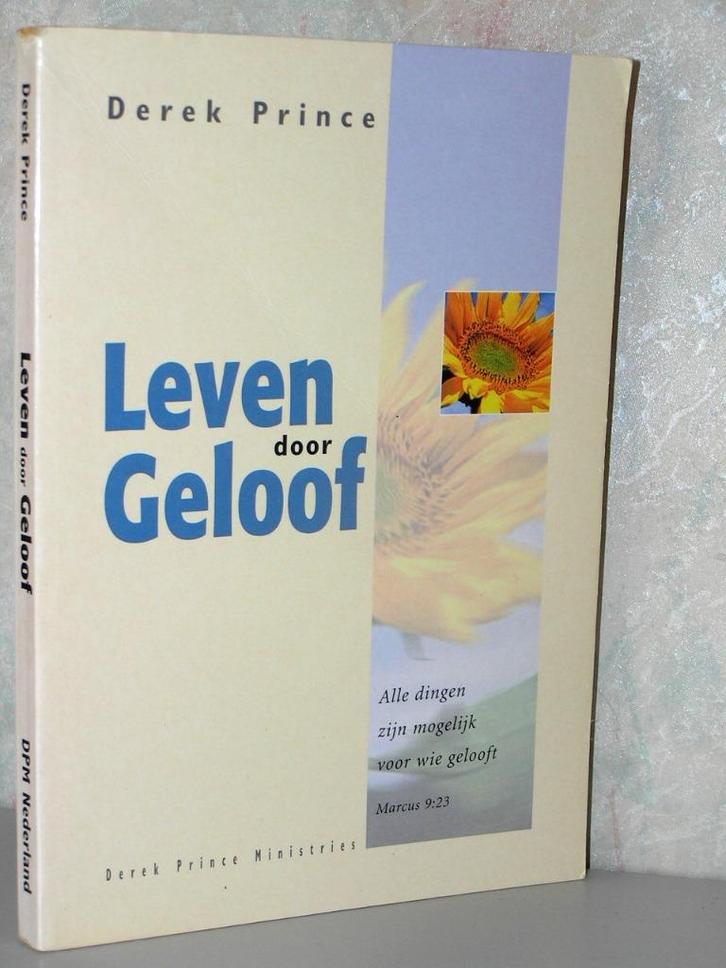 Derek Prince
Leven
door
Geloof
Alle dingen
zijn mogelijk
voor wie gelooft
Marcus 9:23
Derek Prince Ministries
Derek Prince
Leven door Geloof
DPM Nederland